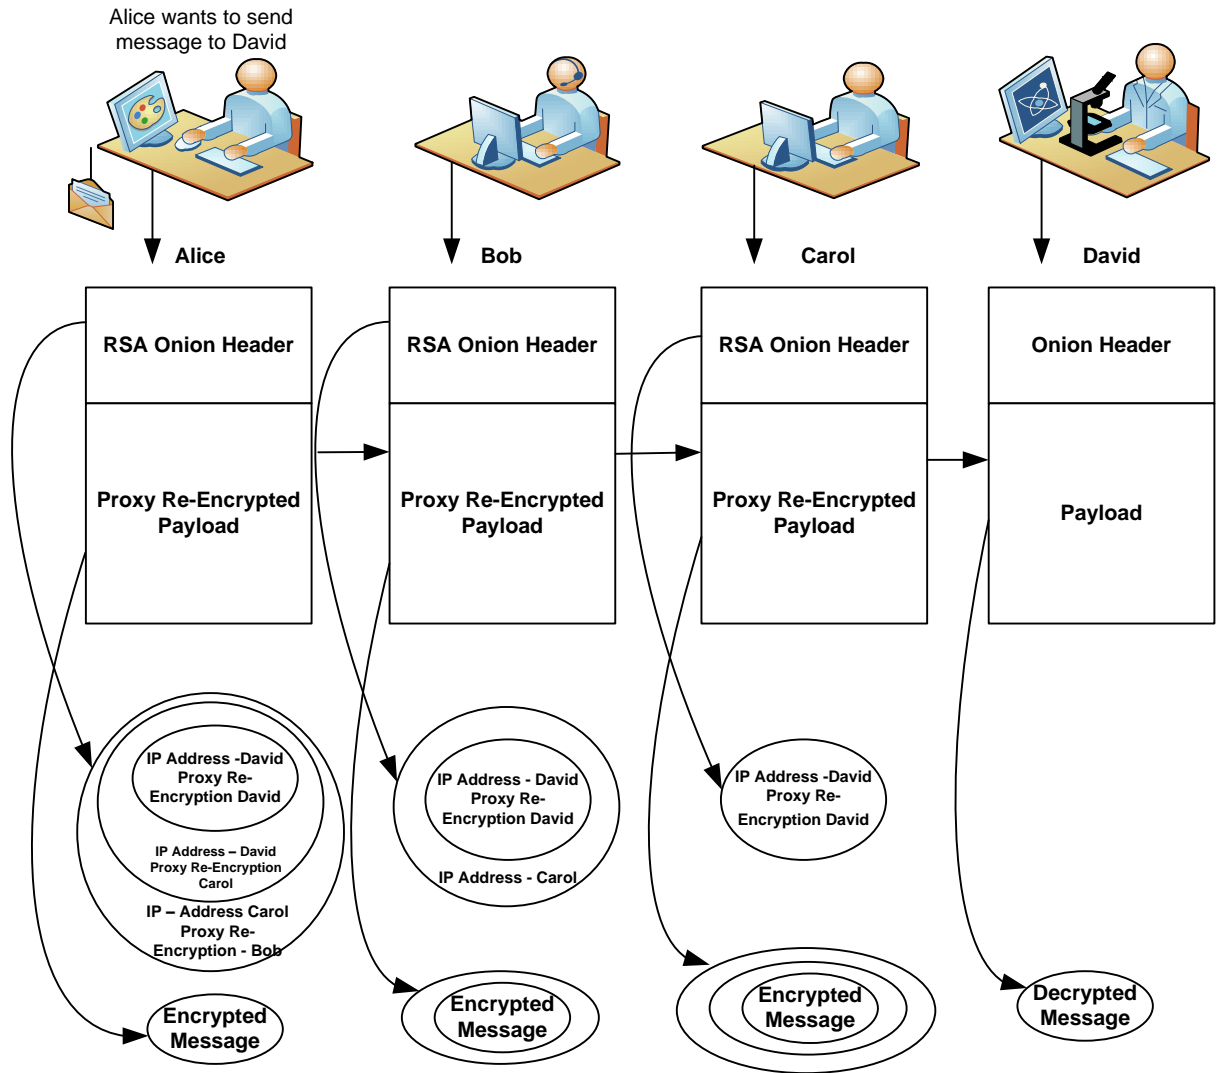 Alice wants to send
message to David
Alice
Bob
Carol
David
RSA Onion Header
RSA Onion Header
RSA Onion Header
Onion Header
Proxy Re-Encrypted
Payload
Proxy Re-Encrypted
Payload
Proxy Re-Encrypted
Payload
Payload
IP Address -David
Proxy Re-
Encryption David
IP Address – David
Proxy Re-Encryption
Carol
IP – Address Carol
Proxy Re-
Encryption - Bob
IP Address - David
Proxy Re-
Encryption David
IP Address - Carol
IP Address -David
Proxy Re-
Encryption David
Encrypted
Message
Encrypted
Message
Encrypted
Message
Decrypted
Message